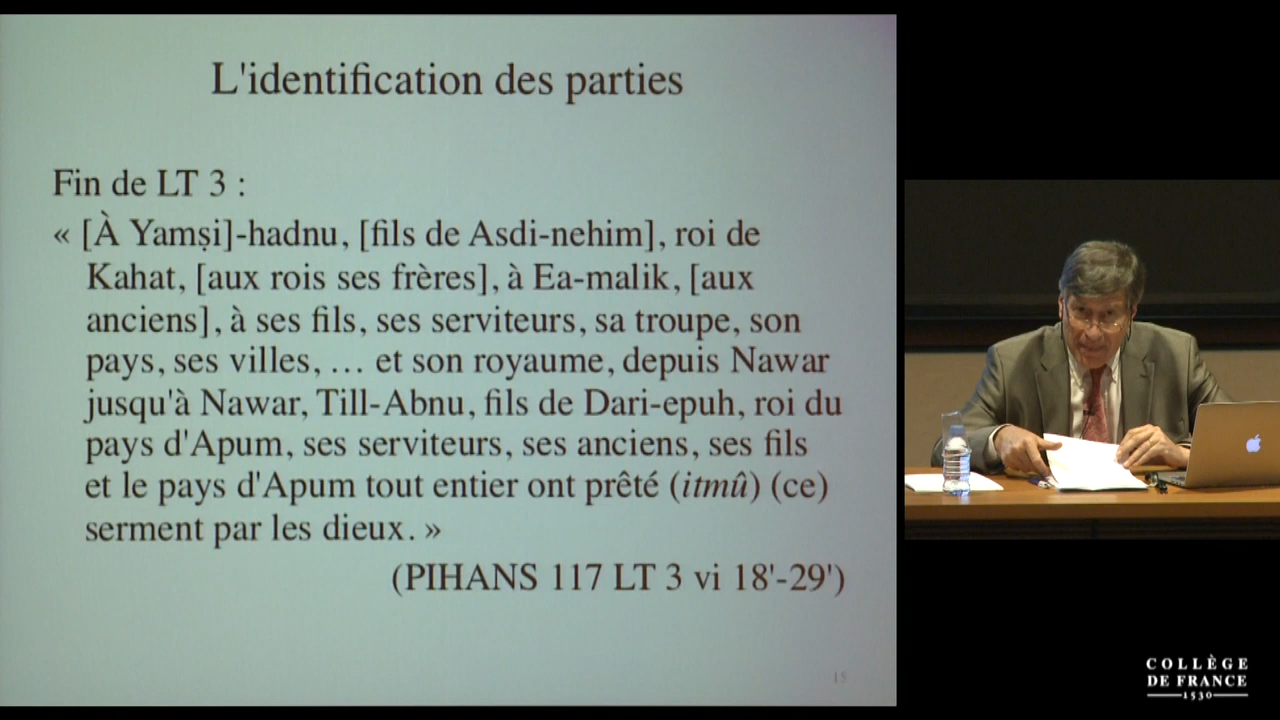 L'identification des parties
Fin de LT 3 :
« [À Yamṣi]-hadnu, [fils de Asdi-nehim], roi de
Kahat, [aux rois ses frères], à Ea-malik, [aux
anciens], à ses fils, ses serviteurs, sa troupe, son
pays, ses villes, … et son royaume, depuis Nawar
jusqu'à Nawar, Till-Abnu, fils de Dari-epuh, roi du
pays d'Apum, ses serviteurs, ses anciens, ses fils
et le pays d'Apum tout entier ont prêté (itmû) (ce)
serment par les dieux. »
(PIHANS 117 LT 3 vi 18'-29')
15
COLLÈGE
DE FRANCE
1530